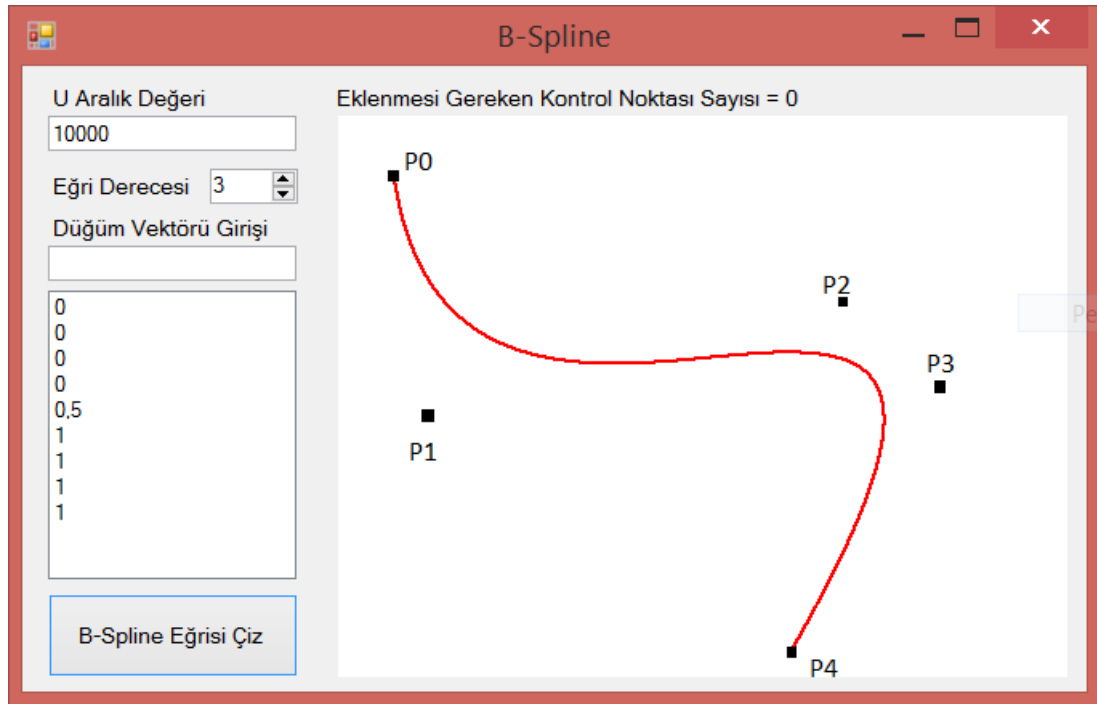 B-Spline
U Aralık Değeri
10000
Eğri Derecesi 3
Düğüm Vektörü Girişi
0
0
0
0
0,5
1
1
1
1
B-Spline Eğrisi Çiz
Eklenmesi Gereken Kontrol Noktası Sayısı = 0
P0
P2
Pe
P3
P1
P4